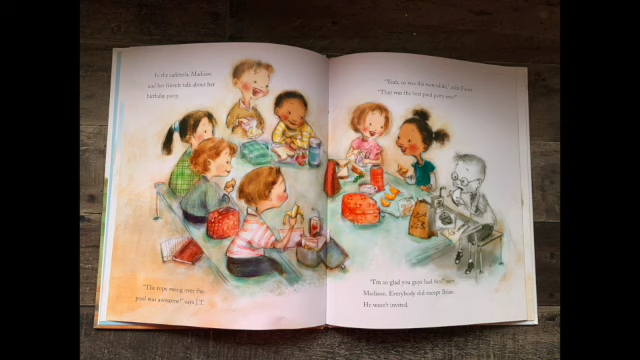 In the cafeteria, Madison
and her friends talk about her
birthday party.
"The rope swing over the
pool was awesome!" says J.T.
"Yeah, so was the
"That was the best pool party ever!"
"I'm so glad you guys had fun," says
Madison. Everybody did except Brian.
He wasn't invited.